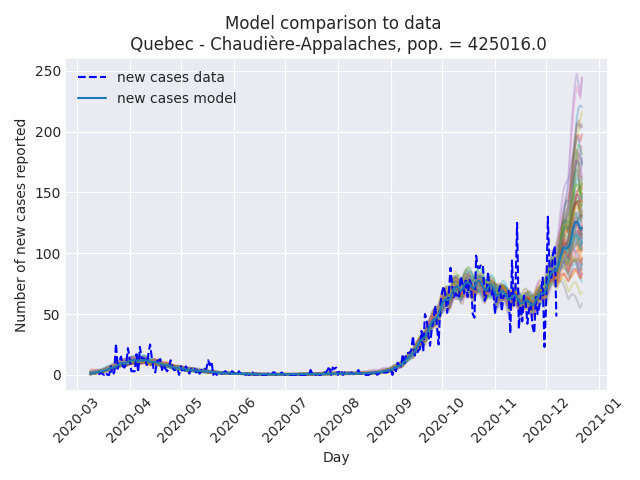 Model comparison to data
Quebec - Chaudière-Appalaches, pop. = 425016.0
new cases data
new cases model
Number of new cases reported
250
200
150
100
50
0
2020-03
2020-04
2020-05
2020-06
2020-07
2020-08
2020-09
2020-10
2020-11
2020-12
2021-01
Day